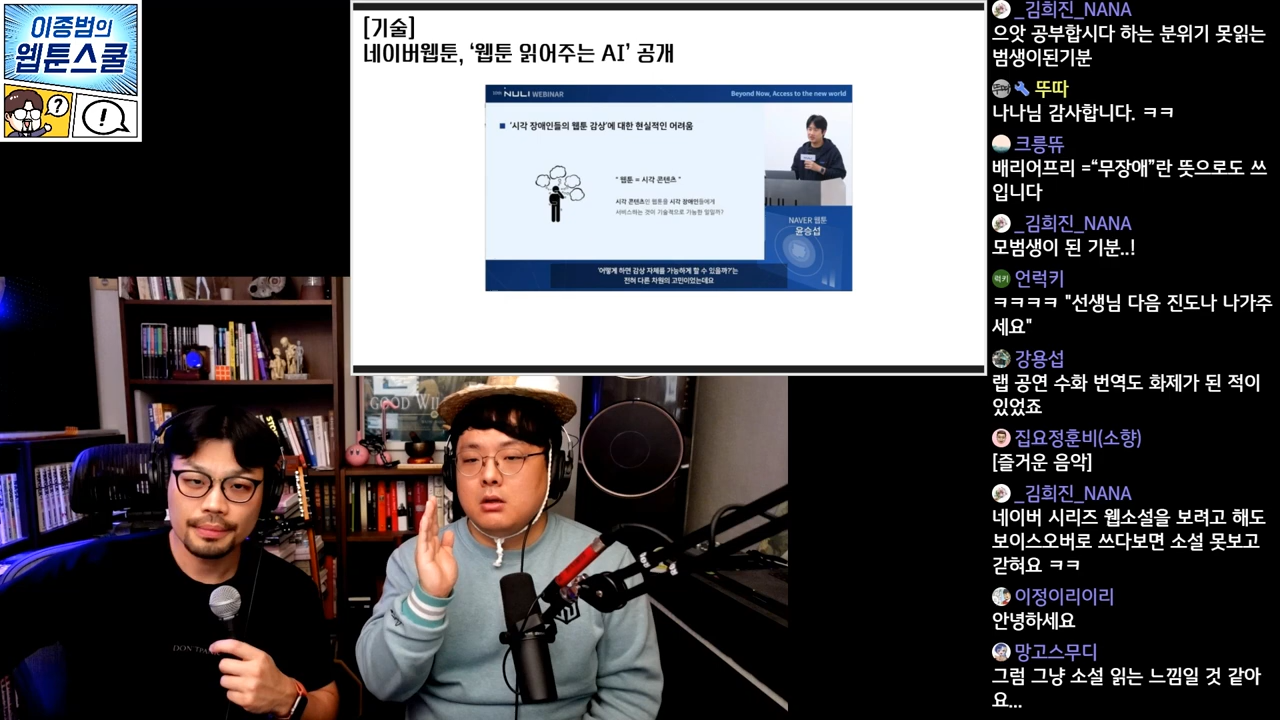 이종범의
웹툰스쿨
[기술]
네이버웹툰, ‘웹툰 읽어주는 AI’ 공개
NULI WEBINAR
Beyond Now, Access to the new world
■ '시각 장애인들의 웹툰 감상'에 대한 현실적인 어려움
" 웹툰 = 시각 콘텐츠 "
시각 콘텐츠인 웹툰을 시각 장애인들에게
서비스하는 것이 기술적으로 가능한 일일까?
NAVER 웹툰
윤승섭
'어떻게 하면 감상 자체를 가능하게 할 수 있을까?'는
전혀 다른 차원의 고민이었는데요
GOOD WI
DON'T
_김희진_NANA
으앗 공부합시다 하는 분위기 못읽는
범생이된기분
뚜따
나나님 감사합니다. ㅋㅋ
크릉뜌
배리어프리 =“무장애”란 뜻으로도 쓰
입니다
_김희진_NANA
모범생이 된 기분..!
럭키
언럭키
ㅋㅋㅋㅋ "선생님 다음 진도나 나가주
세요"
강용섭
랩 공연 수화 번역도 화제가 된 적이
있었죠
집요정훈비(소향)
[즐거운 음악]
_김희진_NANA
네이버 시리즈 웹소설을 보려고 해도
보이스오버로 쓰다보면 소설 못보고
갇혀요 ㅋㅋ
이정이리이리
안녕하세요
망고스무디
그럼 그냥 소설 읽는 느낌일 것 같아
요...